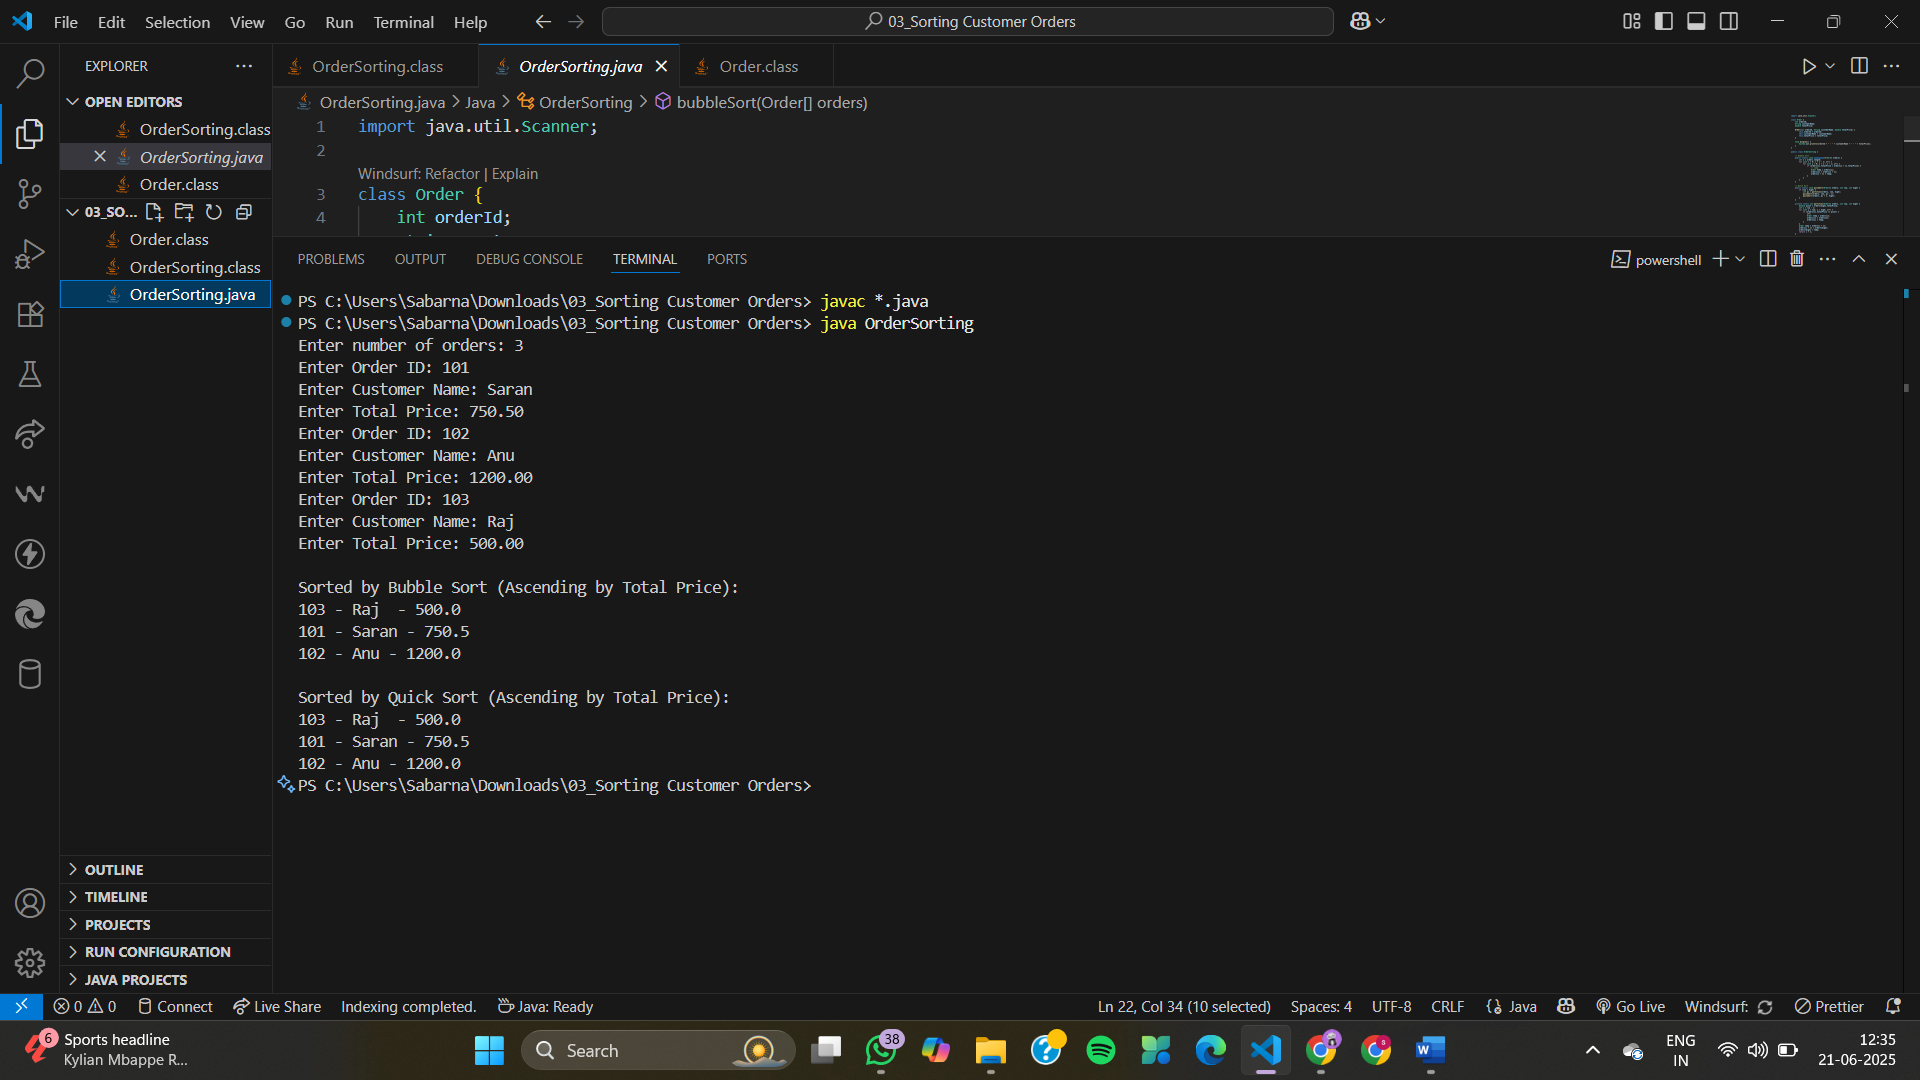 File Edit Selection View Go Run Terminal Help
03_Sorting Customer Orders
EXPLORER
OPEN EDITORS
OrderSorting.class
OrderSorting.java
Order.class
03_SO...
Order.class
OrderSorting.class
OrderSorting.java
OUTLINE
TIMELINE
PROJECTS
RUN CONFIGURATION
JAVA PROJECTS
OrderSorting.class OrderSorting.java Order.class
OrderSorting.java > Java > OrderSorting > bubbleSort(Order[] orders)
1 import java.util.Scanner;
2
Windsurf: Refactor | Explain
3 class Order {
4 int orderId;
PROBLEMS OUTPUT DEBUG CONSOLE TERMINAL PORTS
powershell
PS C:\Users\Sabarna\Downloads\03_Sorting Customer Orders> javac *.java
PS C:\Users\Sabarna\Downloads\03_Sorting Customer Orders> java OrderSorting
Enter number of orders: 3
Enter Order ID: 101
Enter Customer Name: Saran
Enter Total Price: 750.50
Enter Order ID: 102
Enter Customer Name: Anu
Enter Total Price: 1200.00
Enter Order ID: 103
Enter Customer Name: Raj
Enter Total Price: 500.00
Sorted by Bubble Sort (Ascending by Total Price):
103 - Raj  - 500.0
101 - Saran - 750.5
102 - Anu - 1200.0
Sorted by Quick Sort (Ascending by Total Price):
103 - Raj  - 500.0
101 - Saran - 750.5
102 - Anu - 1200.0
PS C:\Users\Sabarna\Downloads\03_Sorting Customer Orders>
0 0 Connect Live Share Indexing completed. Java: Ready
Ln 22, Col 34 (10 selected) Spaces: 4 UTF-8 CRLF {} Java Go Live Windsurf: Prettier
6 Sports headline
Kylian Mbappe R...
Search
38
ENG
IN
12:35
21-06-2025